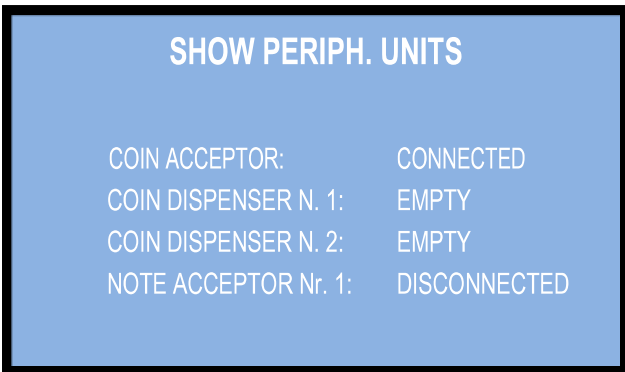 SHOW PERIPH. UNITS
COIN ACCEPTOR: CONNECTED
COIN DISPENSER N. 1: EMPTY
COIN DISPENSER N. 2: EMPTY
NOTE ACCEPTOR Nr. 1: DISCONNECTED